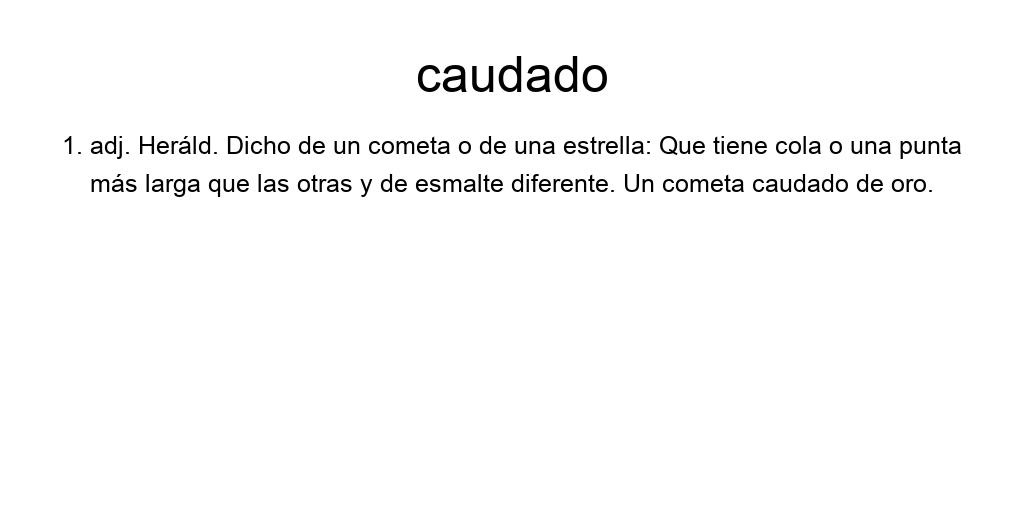 caudado
1. adj. Heráld. Dicho de un cometa o de una estrella: Que tiene cola o una punta
más larga que las otras y de esmalte diferente. Un cometa caudado de oro.